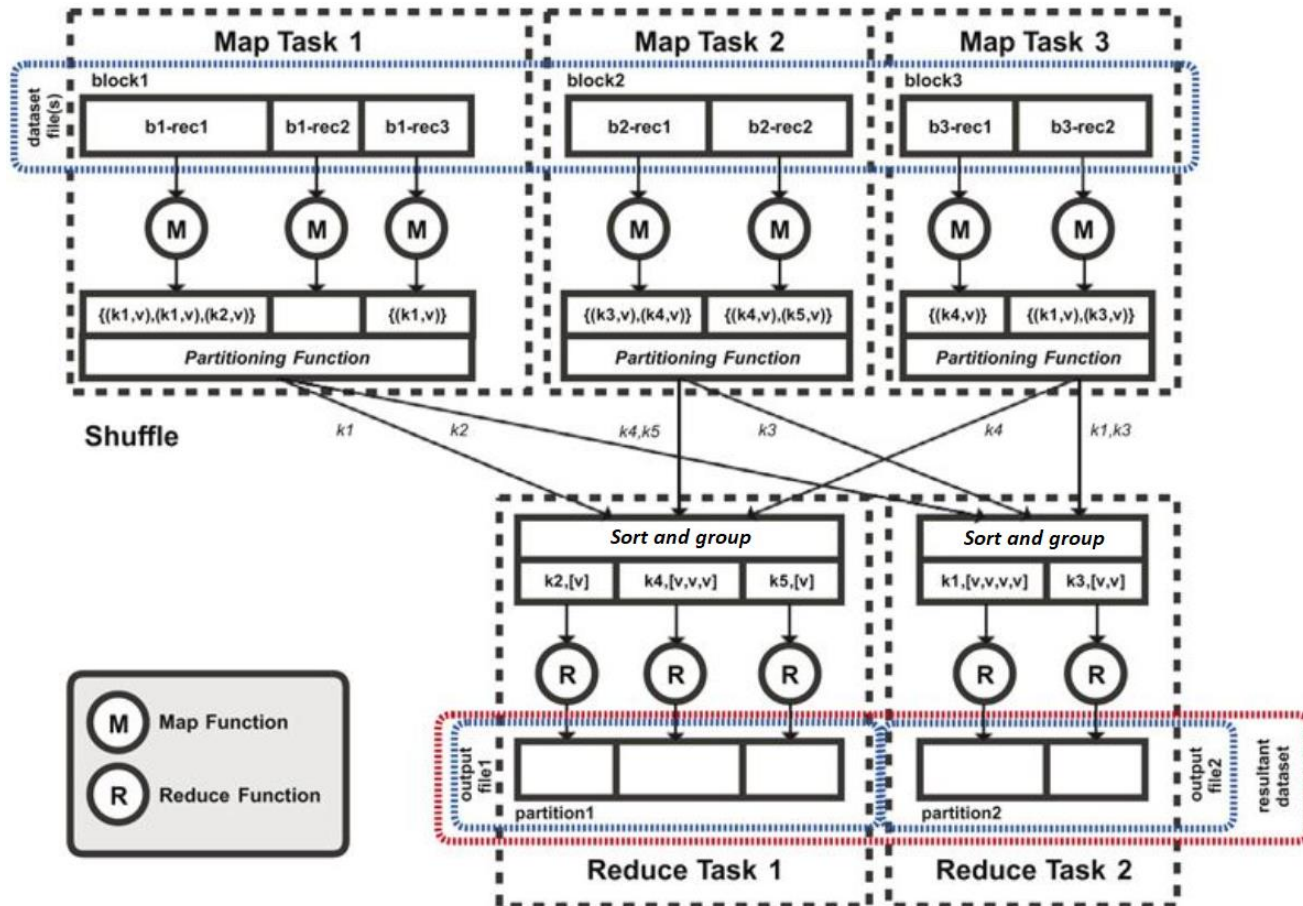 Map Task 1
Map Task 2
Map Task 3
dataset
file(s)
block1
block2
block3
b1-rec1
b1-rec2
b1-rec3
b2-rec1
b2-rec2
b3-rec1
b3-rec2
M
M
M
M
M
M
M
{(k1,v),(k1,v),(k2,v)}
{(k1,v)}
{(k3,v),(k4,v)}
{(k4,v),(k5,v)}
{(k4,v)}
{(k1,v),(k3,v)}
Partitioning Function
Partitioning Function
Partitioning Function
Shuffle
k1
k2
k4,k5
k3
k4
k1,k3
Sort and group
Sort and group
k2,[v]
k4,[v,v,v]
k5,[v]
k1,[v,v,v,v]
k3,[v,v]
R
R
R
R
R
M
Map Function
R
Reduce Function
output
file1
partition1
partition2
output
file2
resultant
dataset
Reduce Task 1
Reduce Task 2